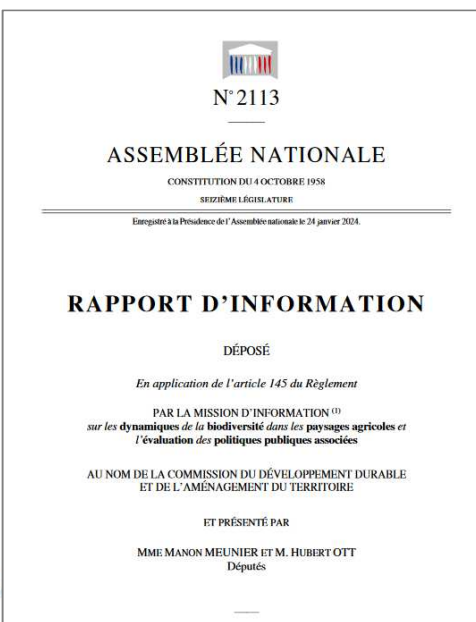 N° 2113
ASSEMBLÉE NATIONALE
CONSTITUTION DU 4 OCTOBRE 1958
SEIZIÈME LÉGISLATURE
Enregistré à la Présidence de l'Assemblée nationale le 24 janvier 2024.
RAPPORT D'INFORMATION
DÉPOSÉ
En application de l'article 145 du Règlement
PAR LA MISSION D'INFORMATION (1)
sur les dynamiques de la biodiversité dans les paysages agricoles et
l'évaluation des politiques publiques associées
AU NOM DE LA COMMISSION DU DÉVELOPPEMENT DURABLE
ET DE L'AMÉNAGEMENT DU TERRITOIRE
ET PRÉSENTÉ PAR
MME MANON MEUNIER ET M. HUBERT OTT
Députés